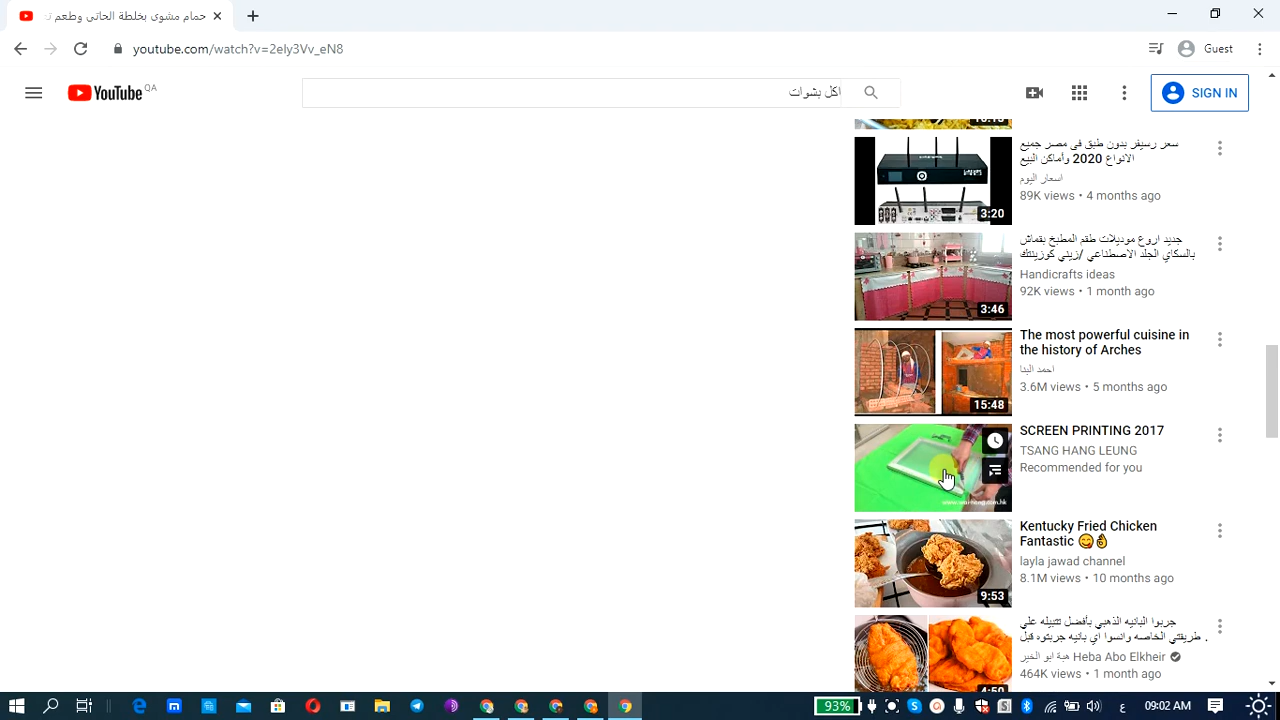 حمام مشوى بخلطة الحاتى وطعم تح
youtube.com/watch?v=2ely3Vv_eN8
Guest
YouTube QA
اكل بشوات
SIGN IN
سعر رسيفر بدون طبق فى مصر جميع
الانواع 2020 وأماكن البيع
اسعار اليوم
89K views • 4 months ago
3:20
جديد اروع موديلات طقم المطبخ بقماش
بالسكاي الجلد الاصطناعي /زيني كوزينتك
Handicrafts ideas
92K views • 1 month ago
3:46
The most powerful cuisine in
the history of Arches
احمد البنا
3.6M views • 5 months ago
15:48
SCREEN PRINTING 2017
TSANG HANG LEUNG
Recommended for you
Kentucky Fried Chicken
Fantastic 😋👌
layla jawad channel
8.1M views • 10 months ago
9:53
جربوا البانيه الذهبي بأفضل تتبيله علي
طريقتي الخاصه وانسوا اي بانيه جربتوه قبل .
Heba Abo Elkheir هبة ابو الخير
464K views • 1 month ago
4:50
93%
ع
09:02 AM